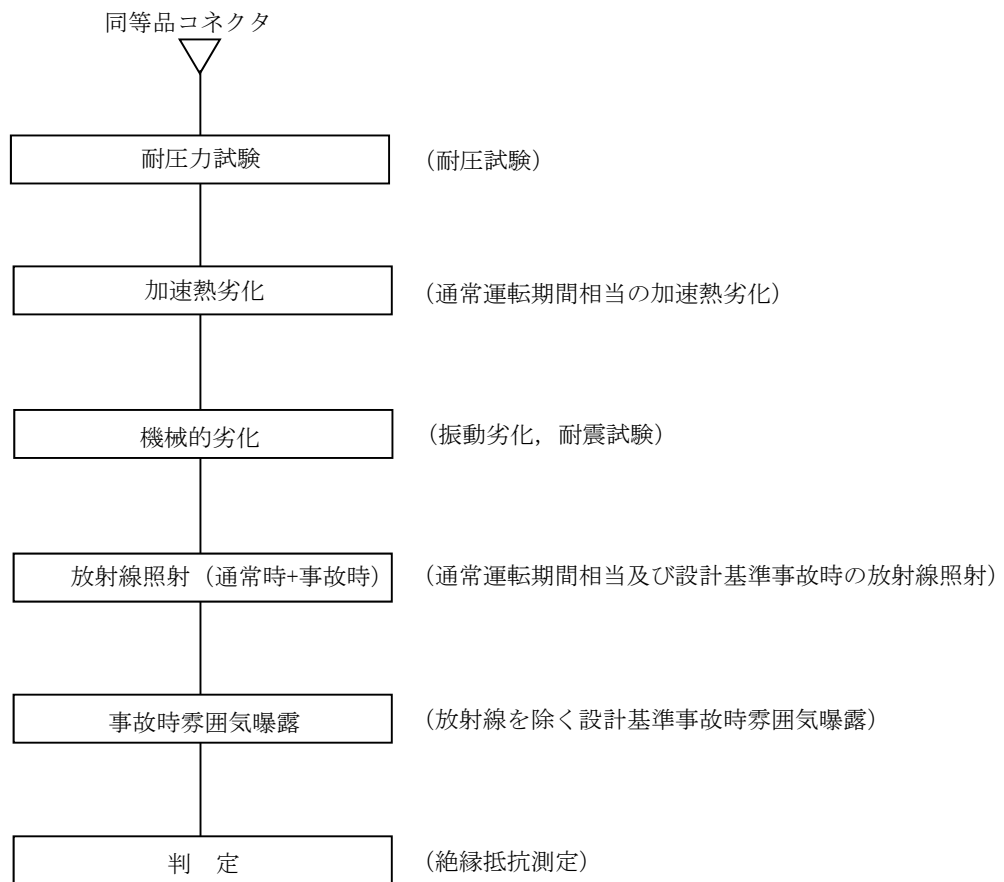 同等品コネクタ
耐圧力試験 （耐圧試験）
加速熱劣化 （通常運転期間相当の加速熱劣化）
機械的劣化 （振動劣化，耐震試験）
放射線照射（通常時+事故時） （通常運転期間相当及び設計基準事故時の放射線照射）
事故時雰囲気曝露 （放射線を除く設計基準事故時雰囲気曝露）
判　定 （絶縁抵抗測定）